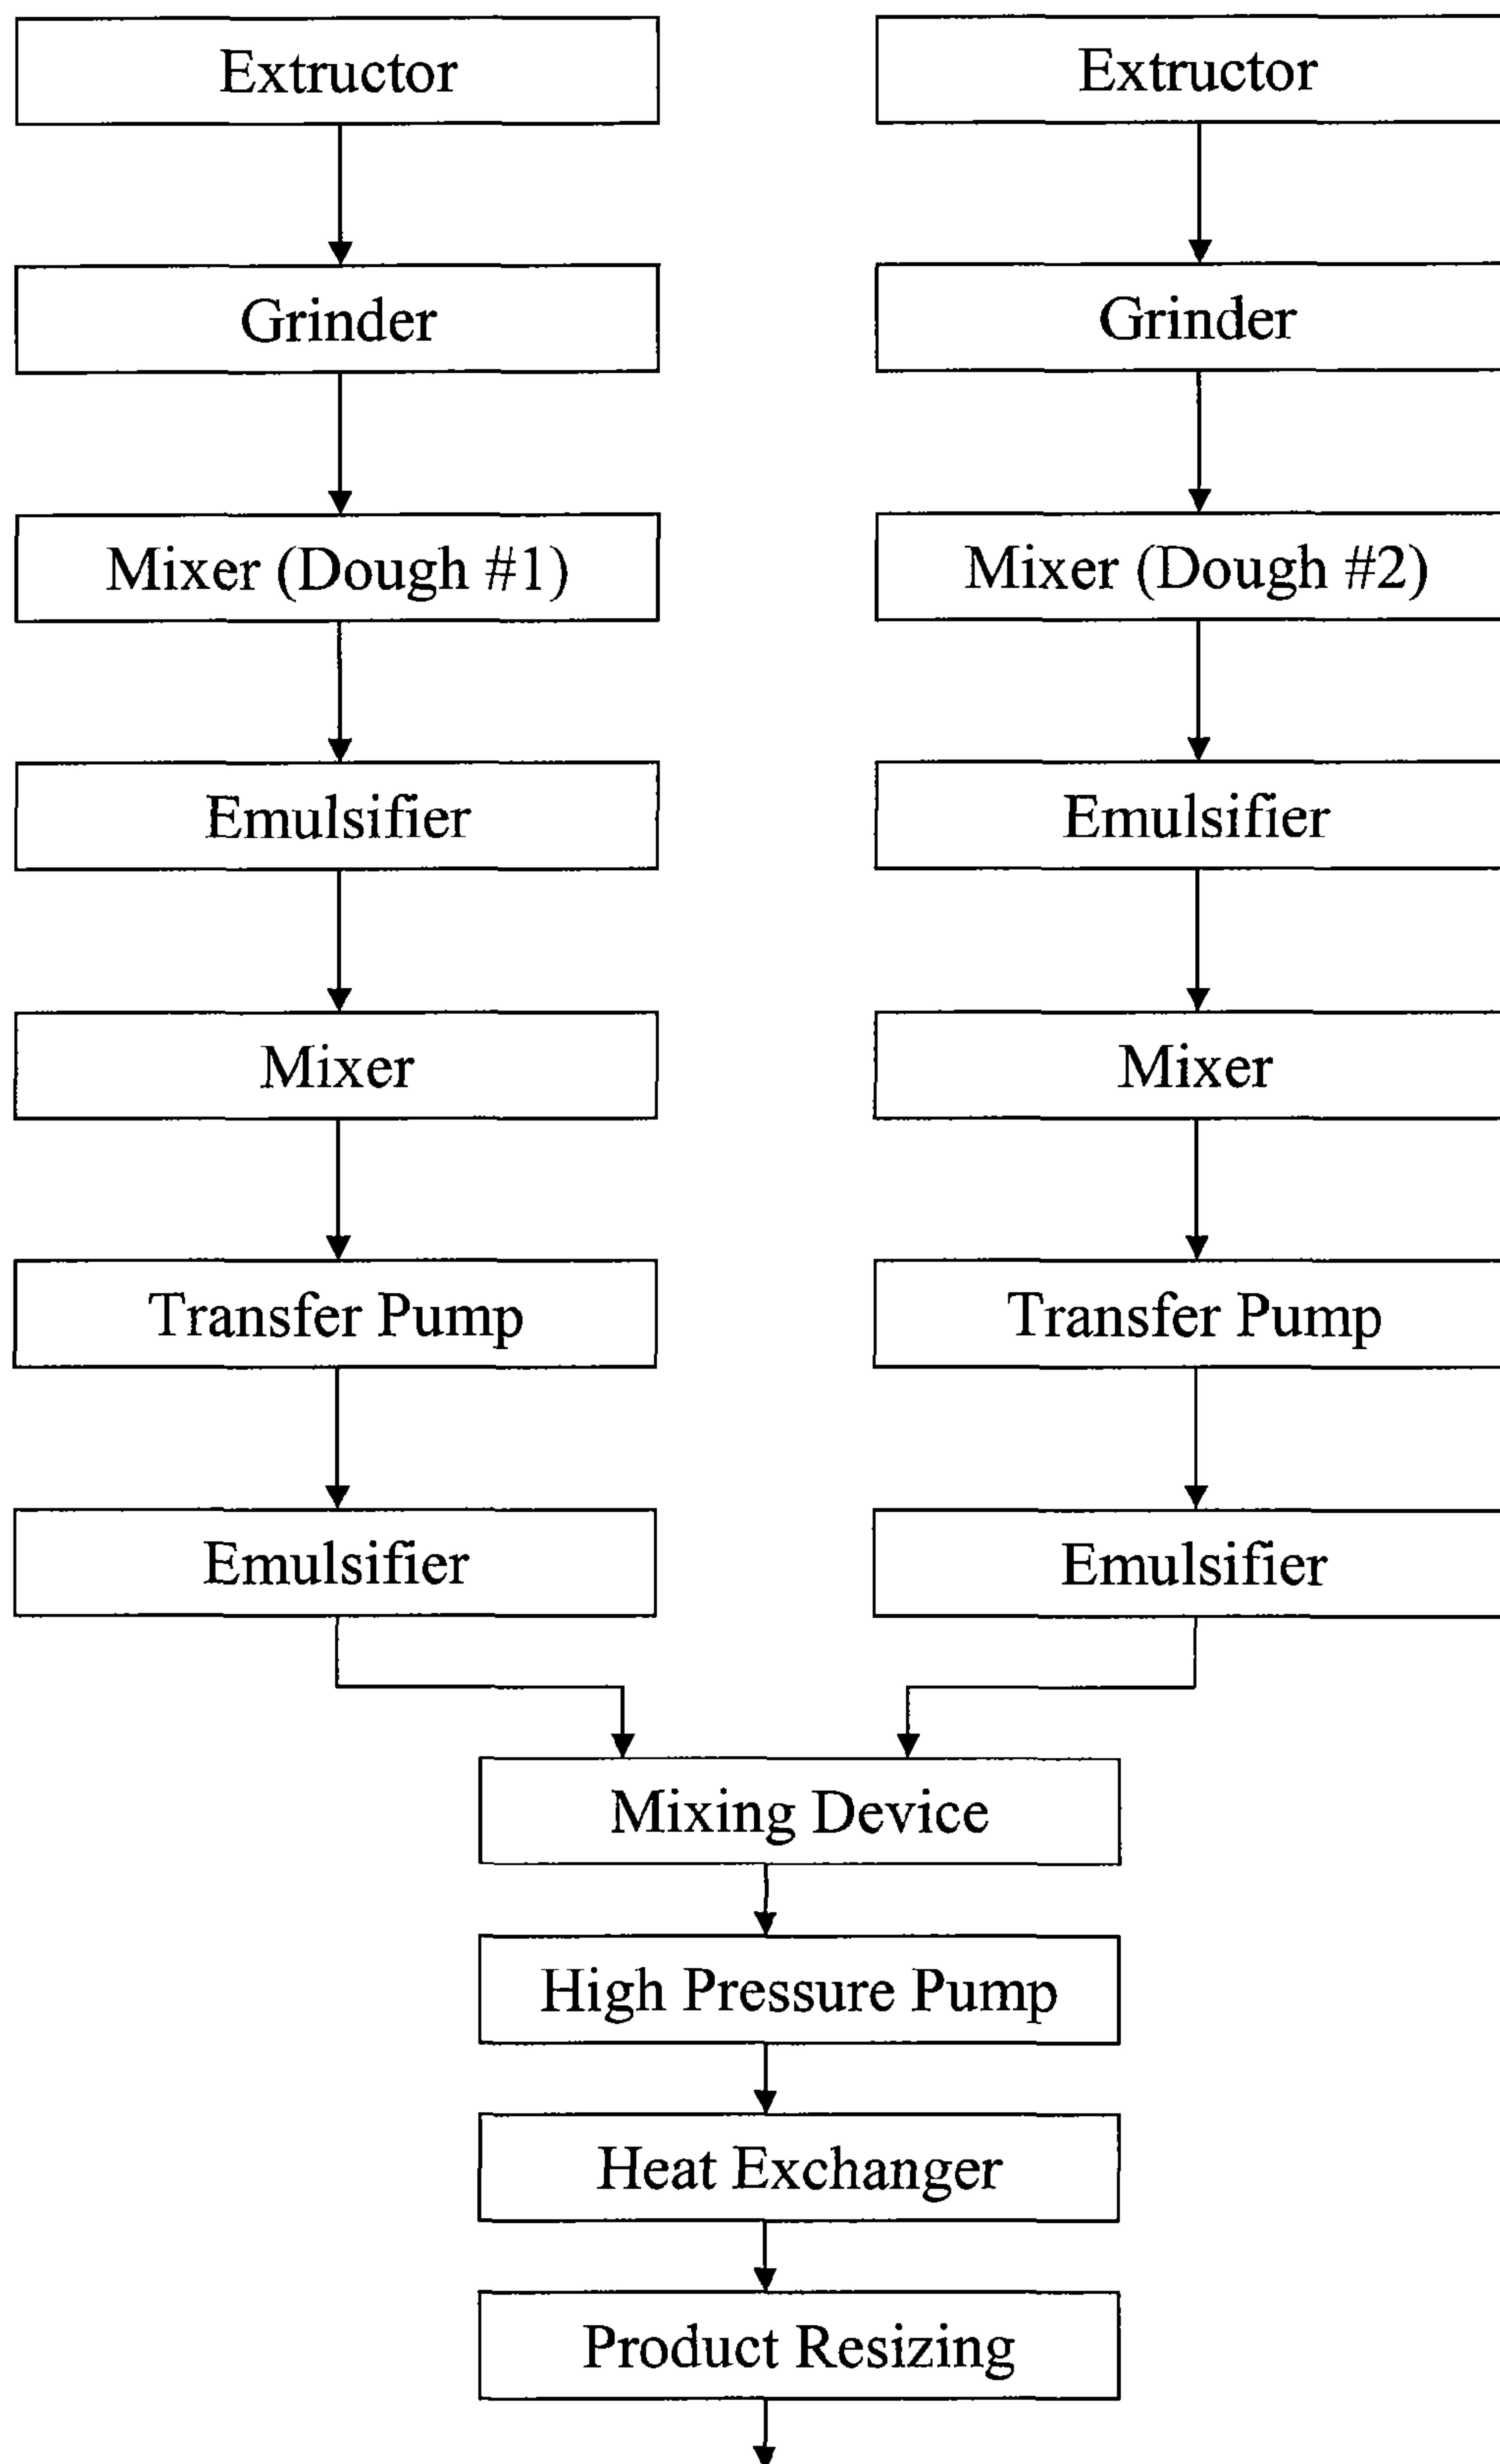 Extructor
Extructor
Grinder
Grinder
Mixer (Dough #1)
Mixer (Dough #2)
Emulsifier
Emulsifier
Mixer
Mixer
Transfer Pump
Transfer Pump
Emulsifier
Emulsifier
Mixing Device
High Pressure Pump
Heat Exchanger
Product Resizing